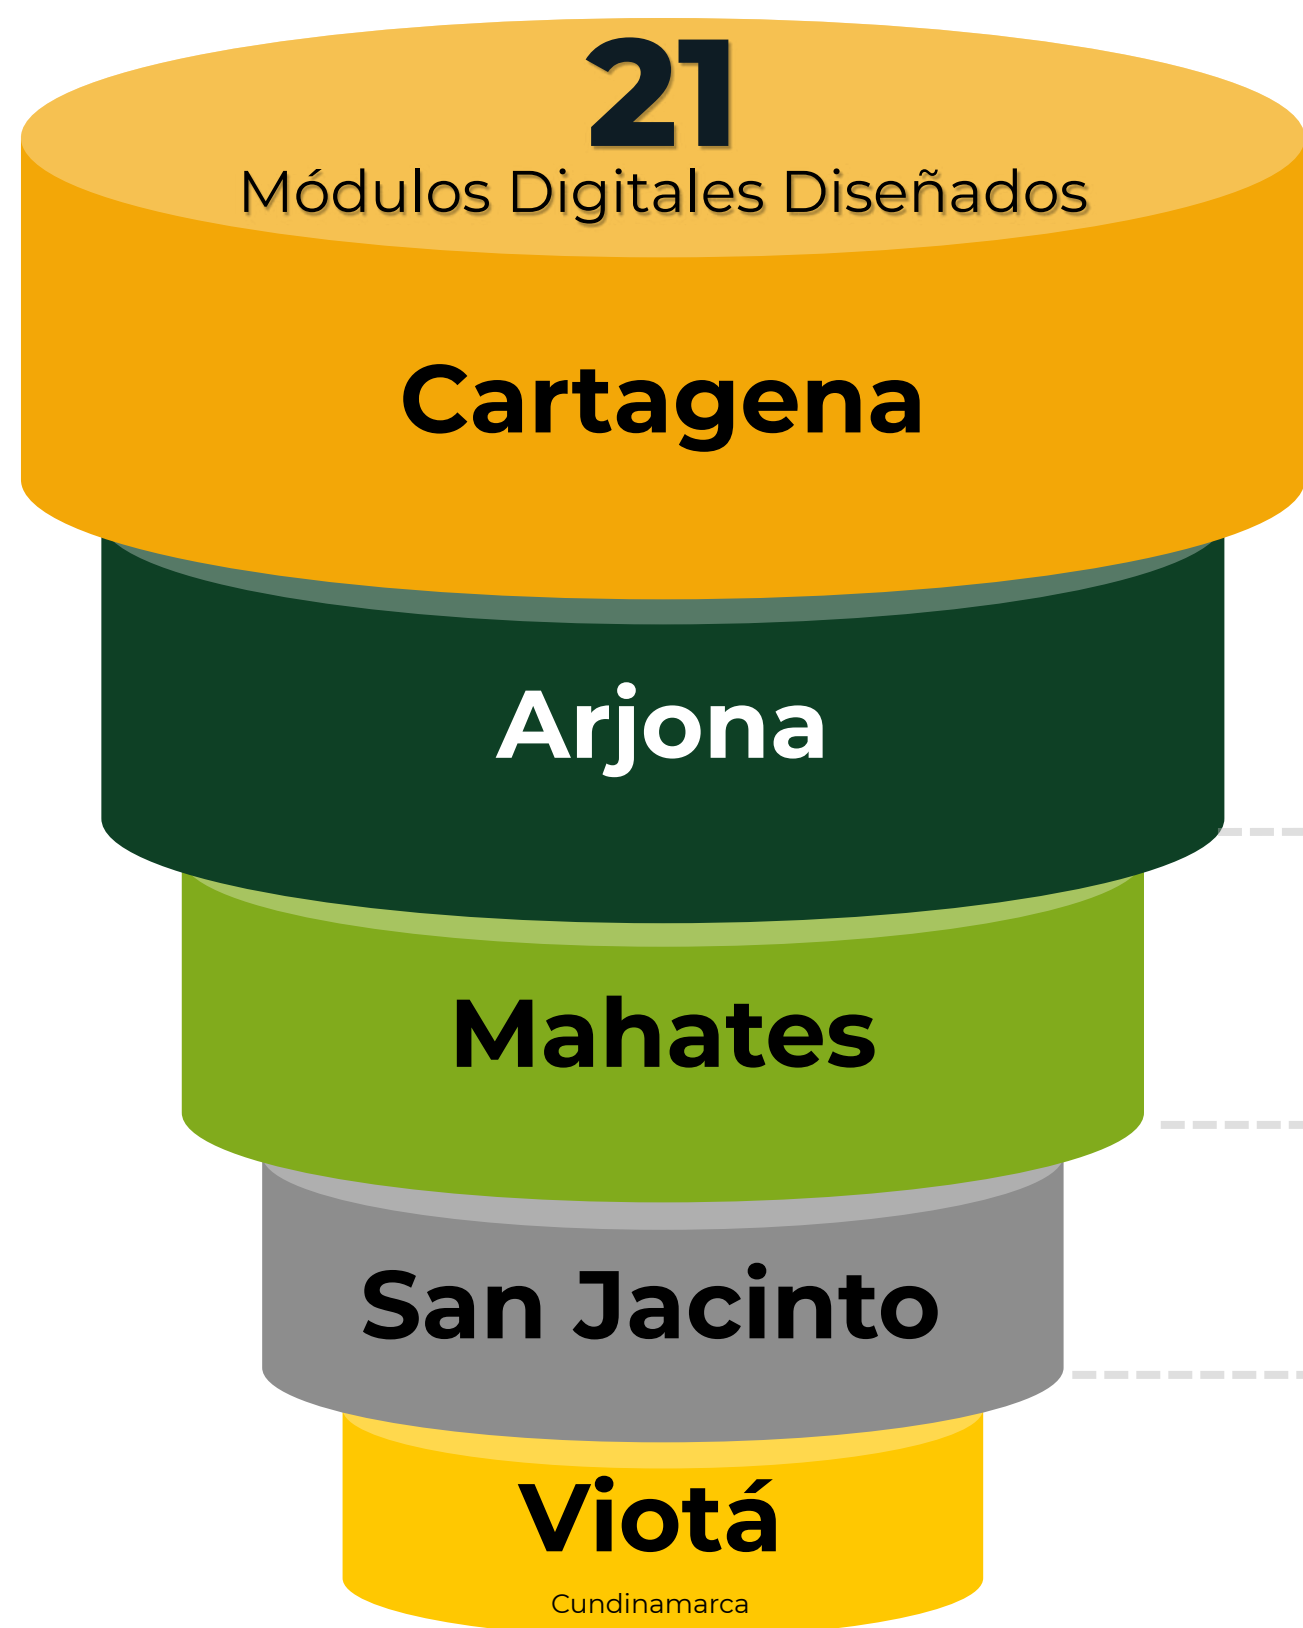 21
Módulos Digitales Diseñados
Cartagena
Arjona
Mahates
San Jacinto
Viotá
Cundinamarca